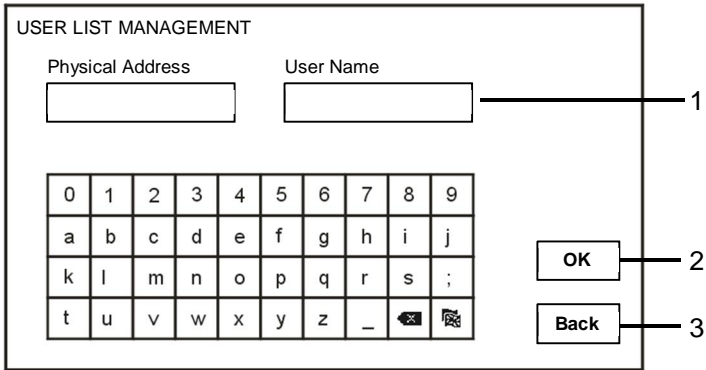 USER LIST MANAGEMENT
Physical Address User Name
1
0 1 2 3 4 5 6 7 8 9
a b c d e f g h i j
k l m n o p q r s ;
t u v w x y z _
OK 2
Back 3